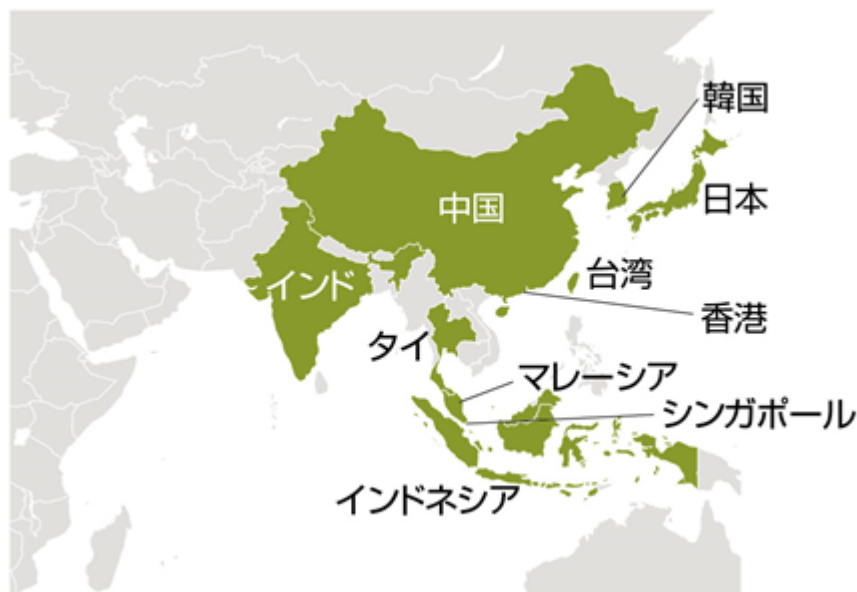 韓国
中国
日本
台湾
インド
香港
タイ
マレーシア
シンガポール
インドネシア